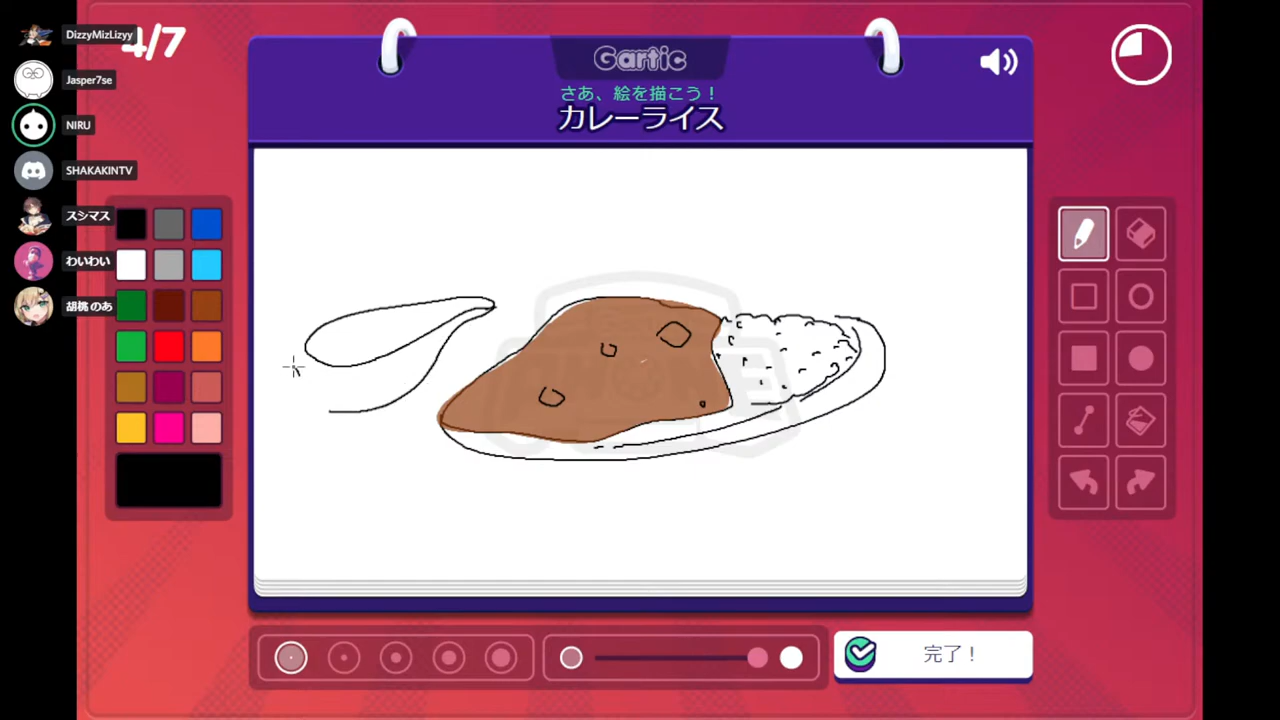 DizzyMizLizyy
4/7
Jasper7se
NIRU
SHAKAKINTV
スシマス
わいわい
胡桃 のあ
Gartic
さあ、絵を描こう！
カレーライス
完了！